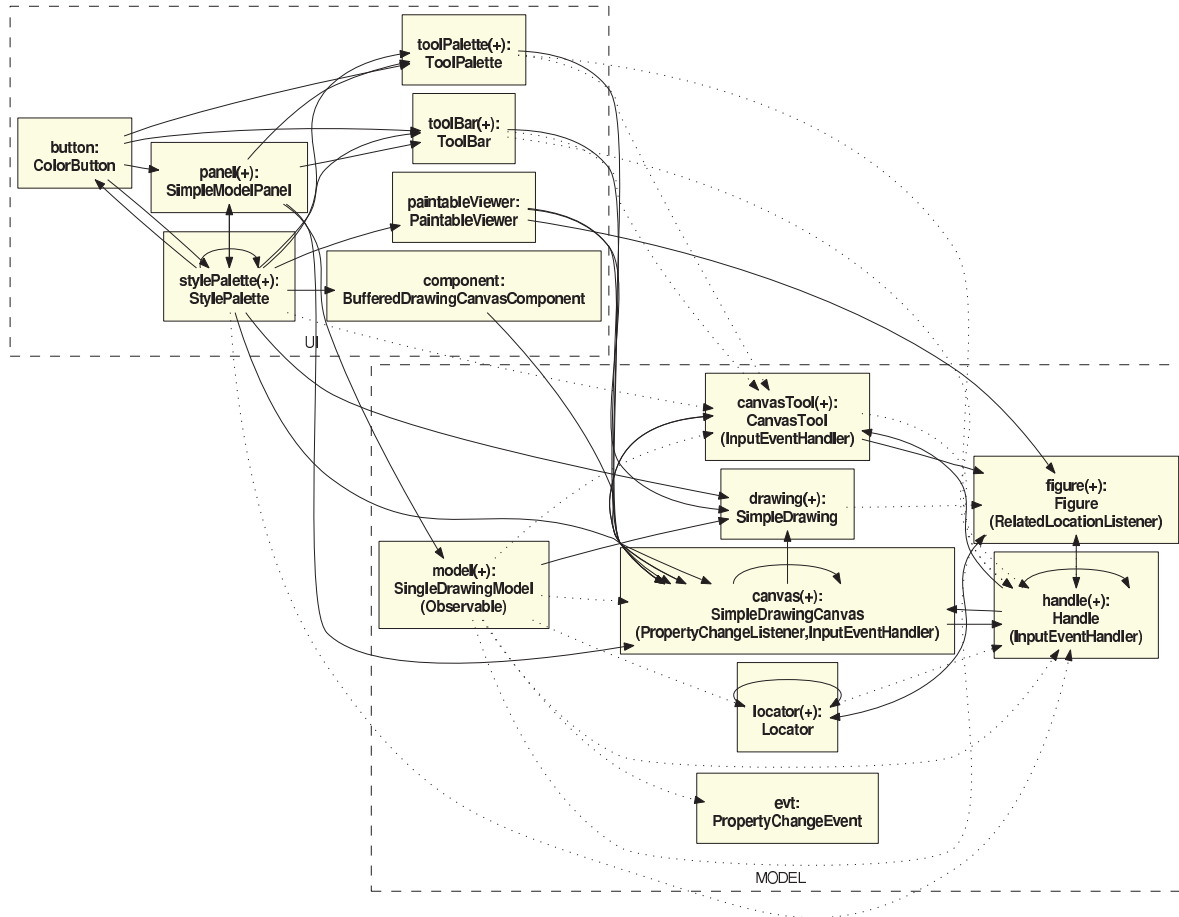 toolPalette(+):
ToolPalette
toolBar(+):
ToolBar
button:
ColorButton
panel(+):
SimpleModelPanel
paintableViewer:
PaintableViewer
stylePalette(+):
StylePalette
component:
BufferedDrawingCanvasComponent
UI
canvasTool(+):
CanvasTool
(InputEventHandler)
drawing(+):
SimpleDrawing
figure(+):
Figure
(RelatedLocationListener)
model(+):
SingleDrawingModel
(Observable)
canvas(+):
SimpleDrawingCanvas
(PropertyChangeListener,InputEventHandler)
handle(+):
Handle
(InputEventHandler)
locator(+):
Locator
evt:
PropertyChangeEvent
MODEL